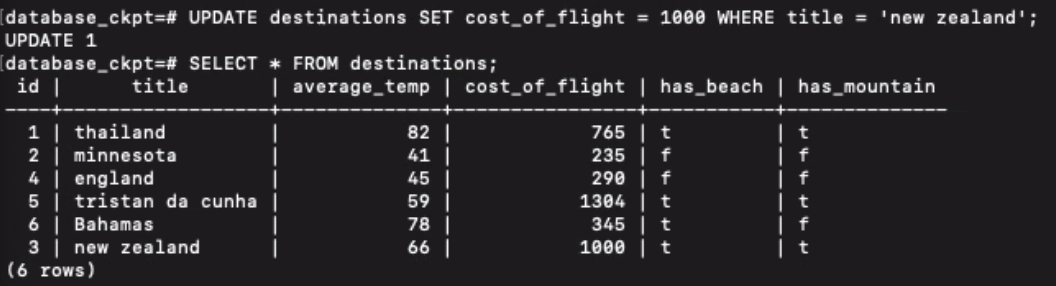 [database_ckpt=# UPDATE destinations SET cost_of_flight = 1000 WHERE title = 'new zealand';
UPDATE 1
[database_ckpt=# SELECT * FROM destinations;
 id |      title       | average_temp | cost_of_flight | has_beach | has_mountain
----+------------------+--------------+----------------+-----------+--------------
  1 | thailand         |           82 |            765 | t         | t
  2 | minnesota        |           41 |            235 | f         | f
  4 | england          |           45 |            290 | f         | f
  5 | tristan da cunha |           59 |           1304 | t         | t
  6 | Bahamas          |           78 |            345 | t         | f
  3 | new zealand      |           66 |           1000 | t         | t
(6 rows)